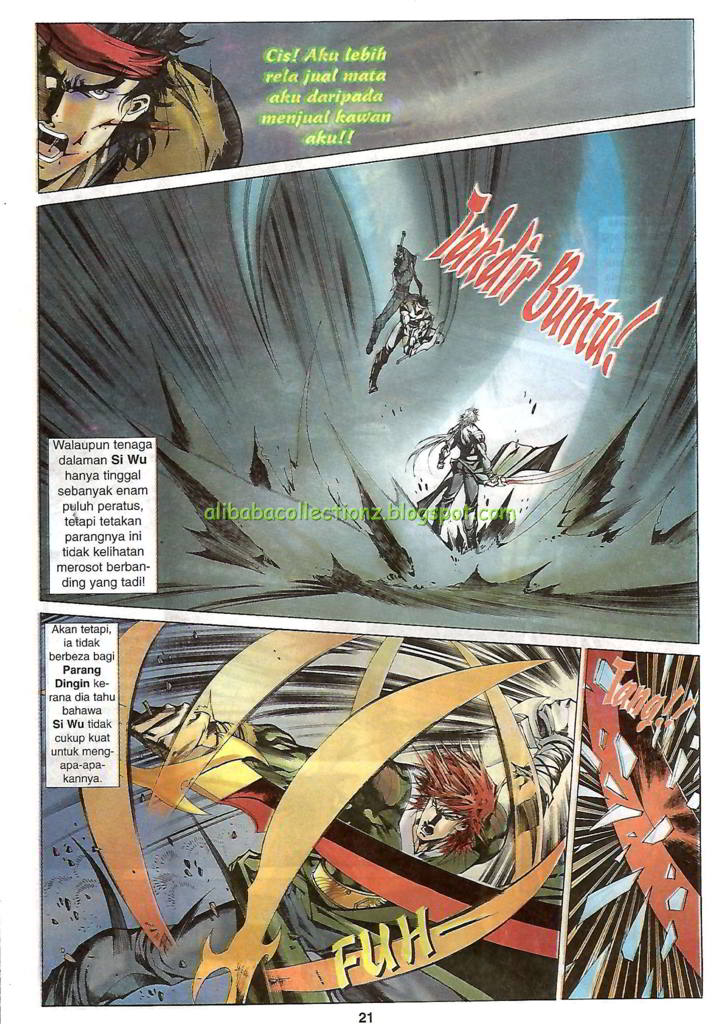 Cis! Aku lebih
rela jual mata
aku daripada
menjual kawan
aku!!
Takdir Buntu!
Walaupun tenaga
dalaman Si Wu
hanya tinggal
sebanyak enam
puluh peratus,
tetapi tetakan
parangnya ini
tidak kelihatan
merosot berban-
ding yang tadi!
alibabacollectionz.blogspot.com
Akan tetapi,
ia tidak
berbeza bagi
Parang
Dingin ke-
rana dia tahu
bahawa
Si Wu tidak
cukup kuat
untuk meng-
apa-apa-
kannya.
Tang!!
FUH
21